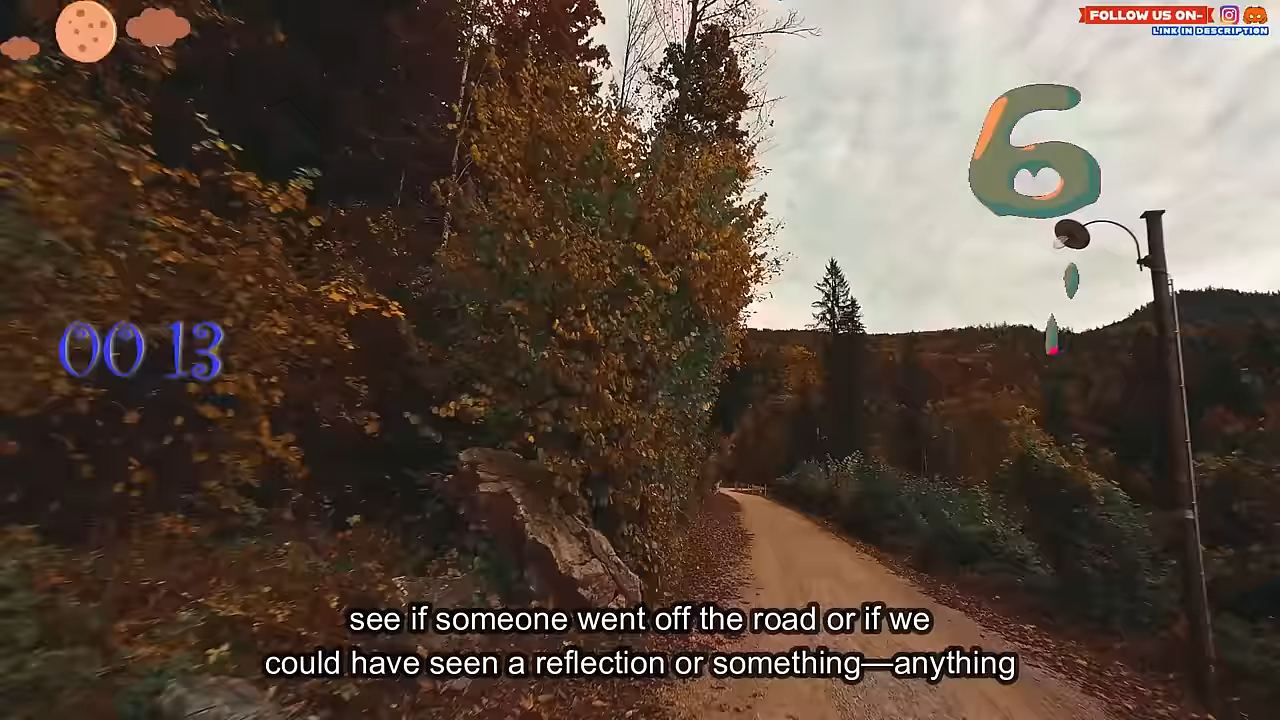 FOLLOW US ON-
LINK IN DESCRIPTION
6
00 13
see if someone went off the road or if we
could have seen a reflection or something—anything